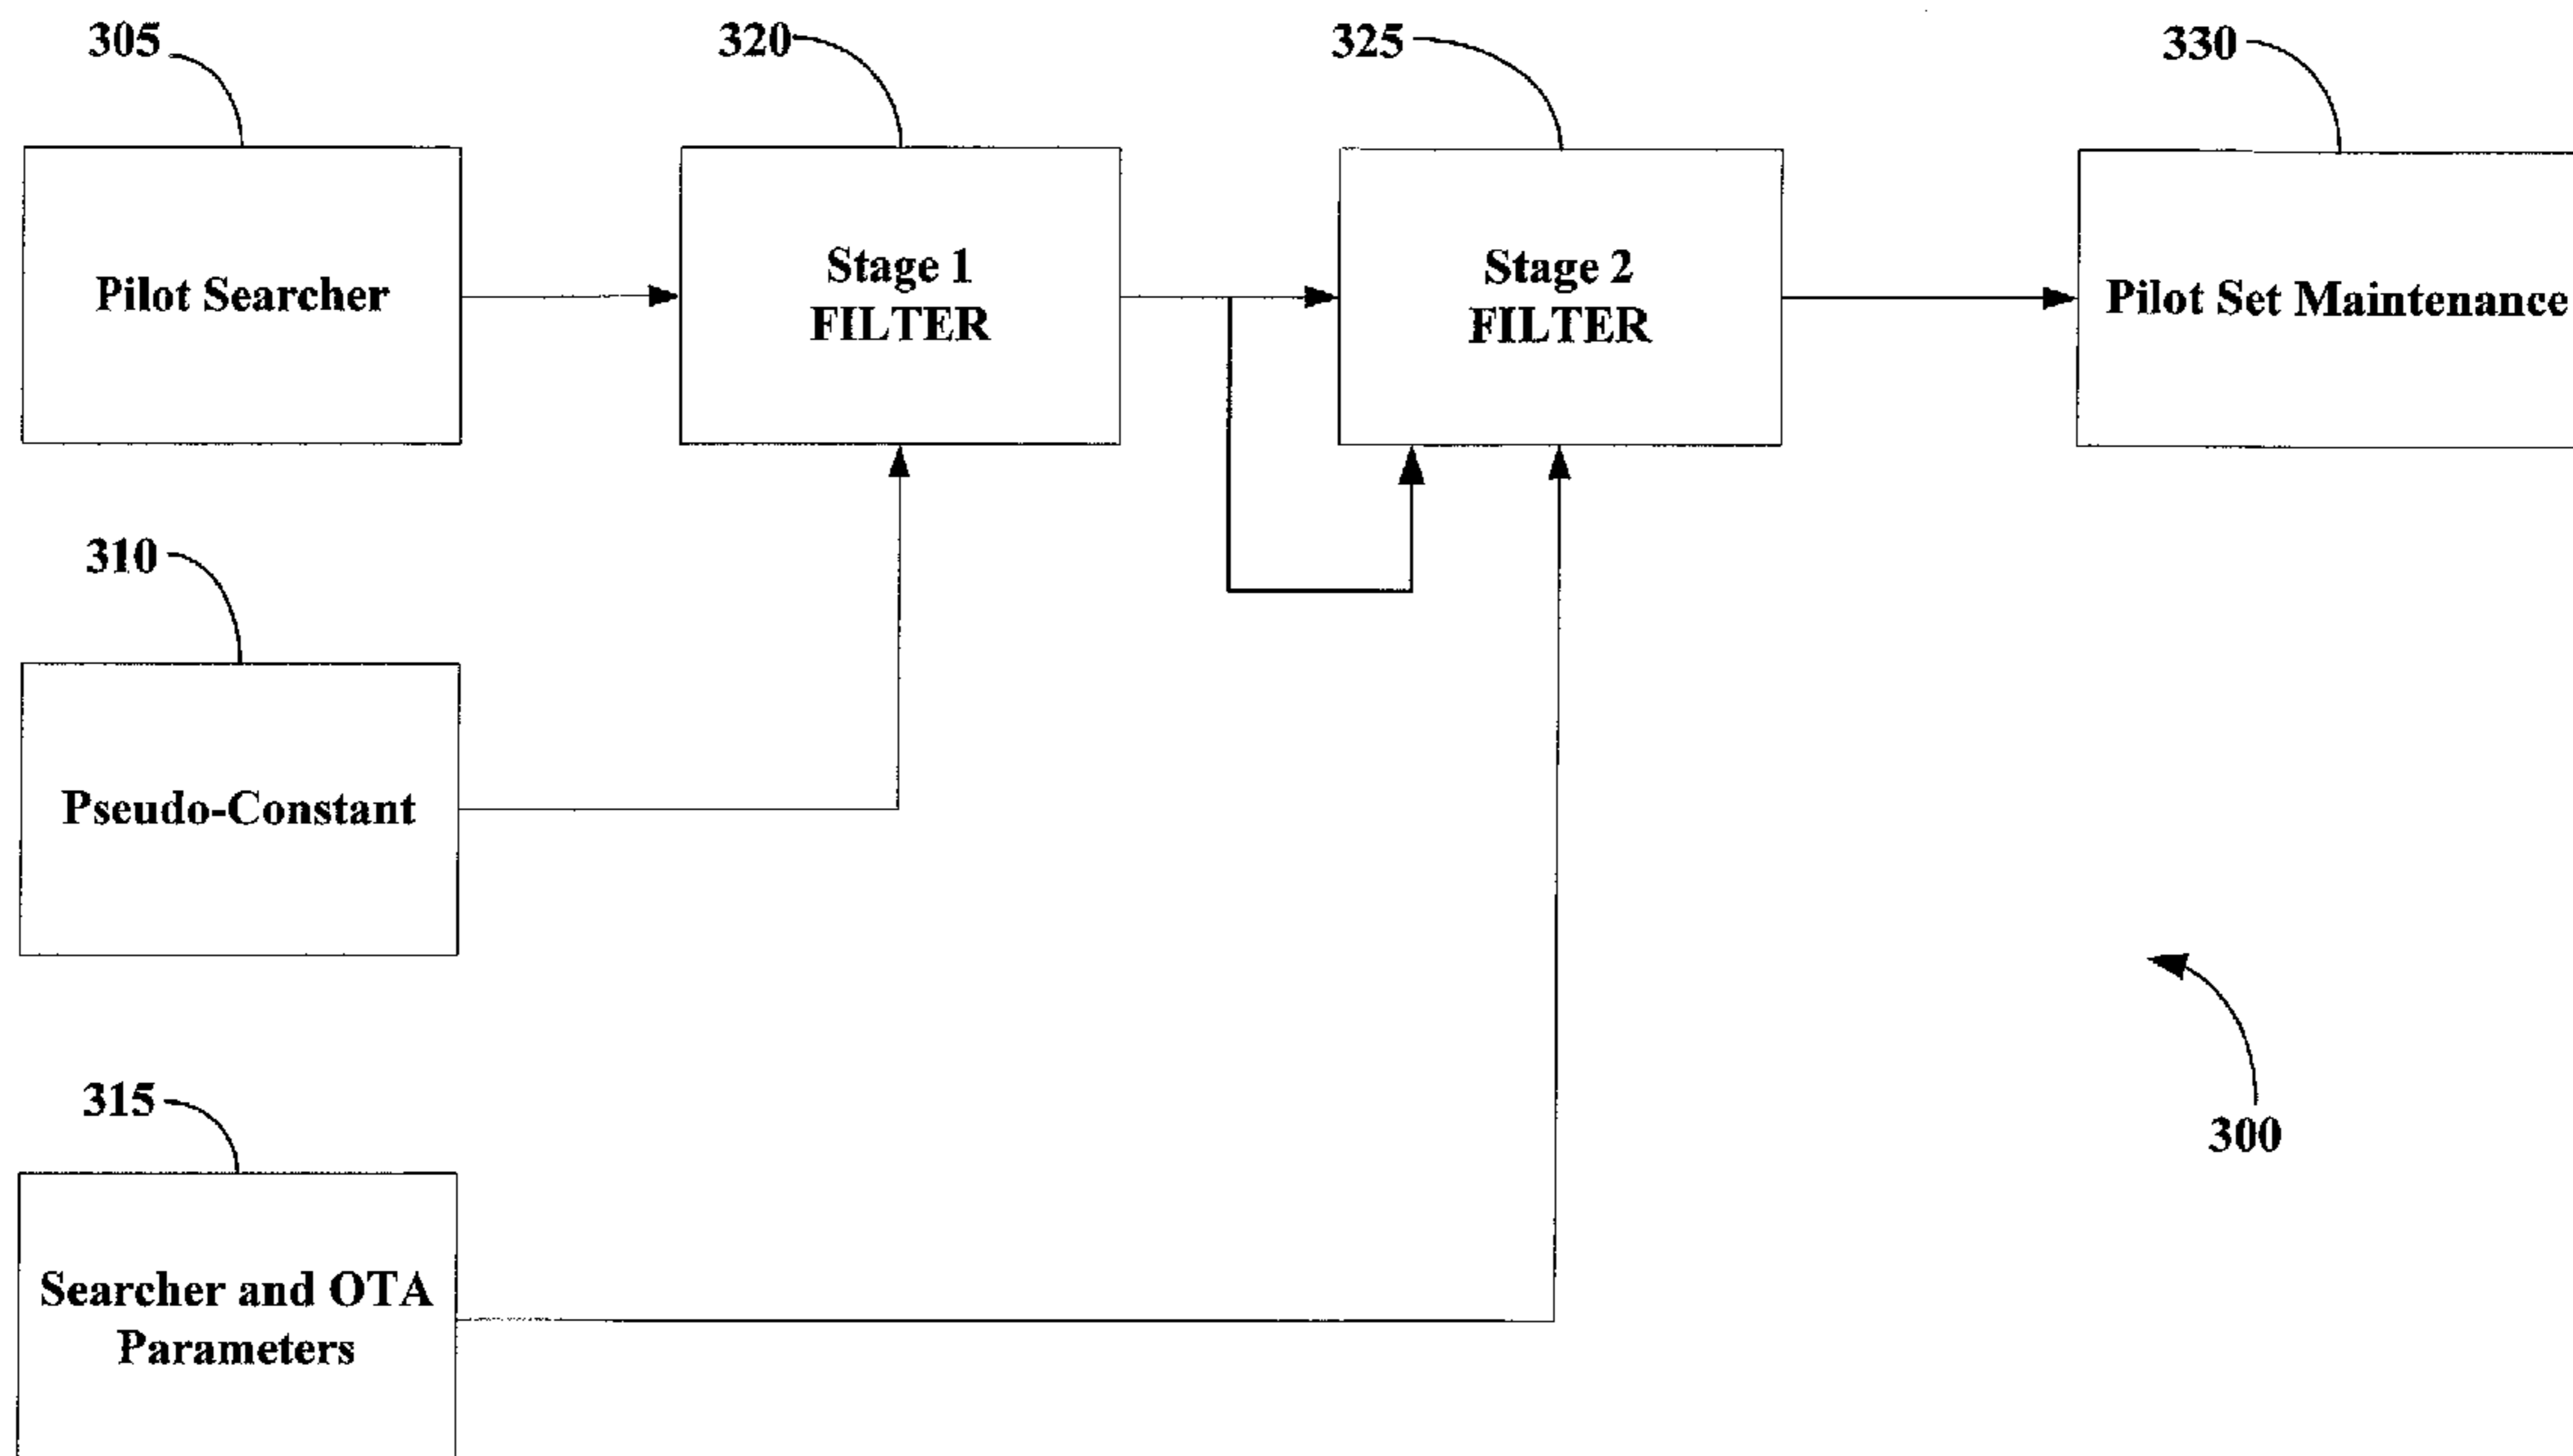 305
320
325
330
Pilot Searcher
Stage 1
FILTER
Stage 2
FILTER
Pilot Set Maintenance
310
Pseudo-Constant
315
300
Searcher and OTA
Parameters